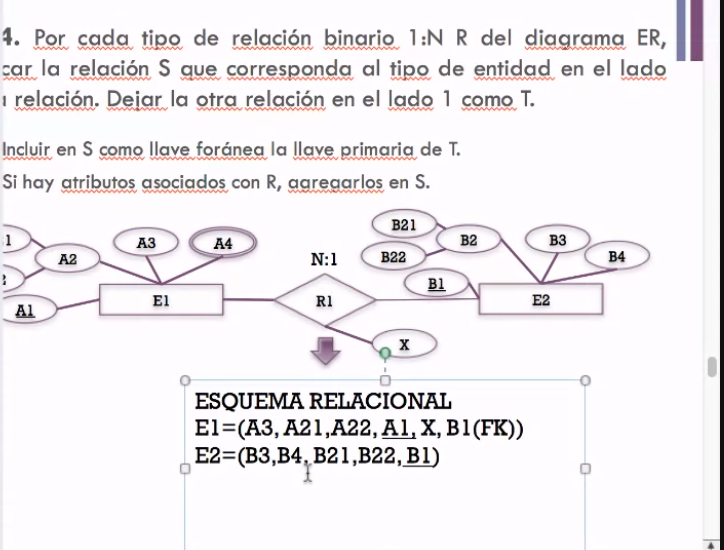 4. Por cada tipo de relación binario 1:N R del diagrama ER,
car la relación S que corresponda al tipo de entidad en el lado
relación. Dejar la otra relación en el lado 1 como T.
Incluir en S como llave foránea la llave primaria de T.
Si hay atributos asociados con R, agregarlos en S.
B21
1 A3 A4 B2 B3
A2 N:1 B22 B4
B1
A1 E1 R1 E2
X
ESQUEMA RELACIONAL
E1=(A3, A21,A22, A1, X, B1(FK))
E2=(B3,B4, B21,B22, B1)